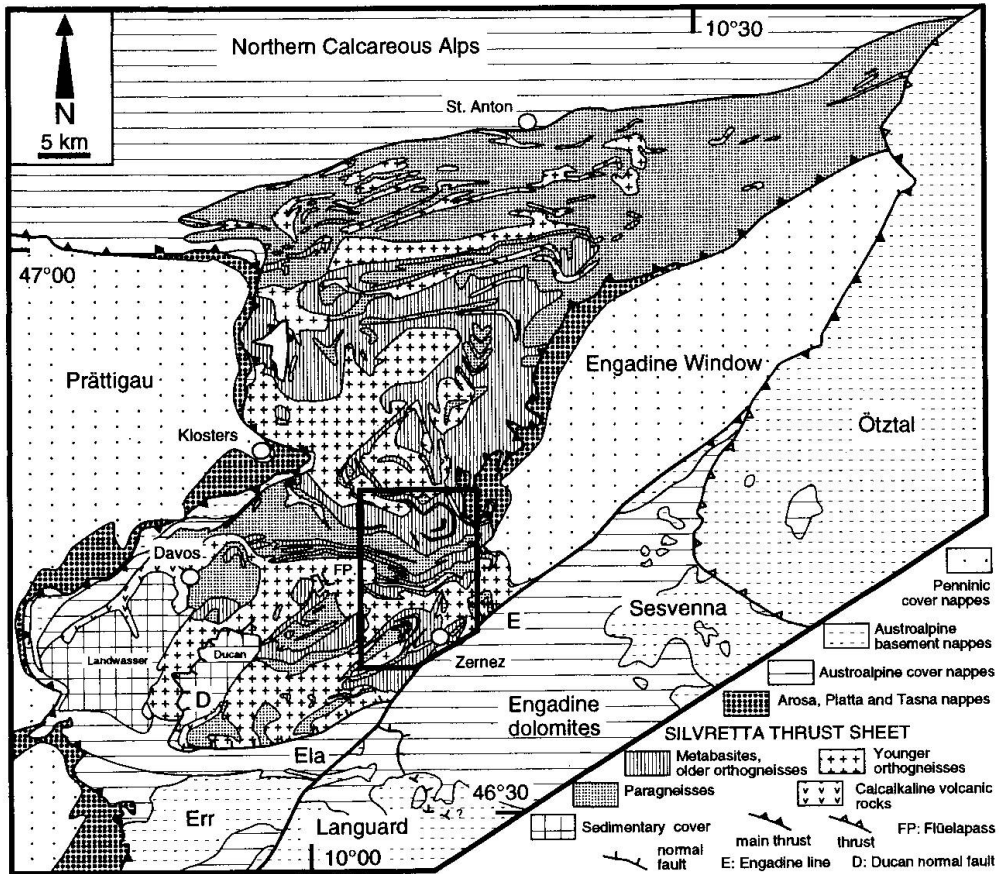 10°30
Northern Calcareous Alps
N
5 km
St. Anton
47°00
Engadine Window
Prättigau
Ötztal
Klosters
Davos
FP
E
Sesvenna
Penninic
cover nappes
Landwasser
Ducan
Zernez
Austroalpine
basement nappes
D
Engadine
dolomites
Austroalpine cover nappes
Arosa, Platta and Tasna nappes
Ela
SILVRETTA THRUST SHEET
Metabasites,
older orthogneisses
Younger
orthogneisses
46°30
Paragneisses
Calcalkaline volcanic
rocks
Err
Languard
Sedimentary cover
main thrust
thrust
FP: Flüelapass
10°00
normal
fault
E: Engadine line
D: Ducan normal fault